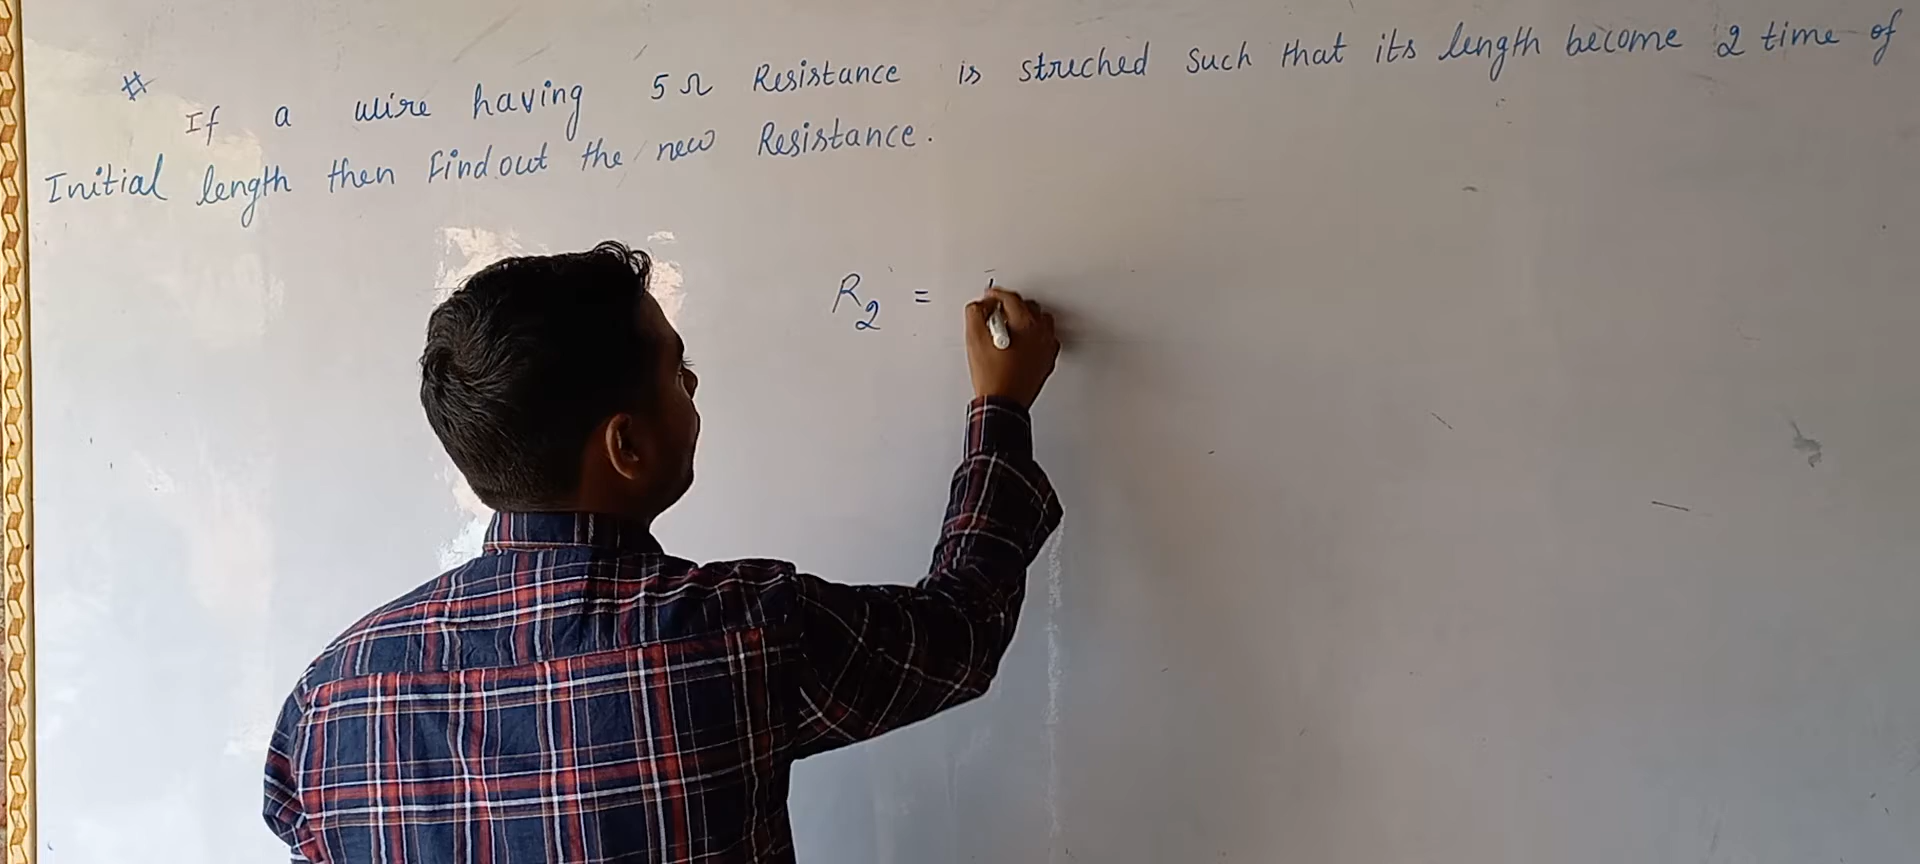 # If a wire having 5 Ω Resistance is streched such that its length become 2 time of
Initial length then find out the new Resistance.
R₂ =